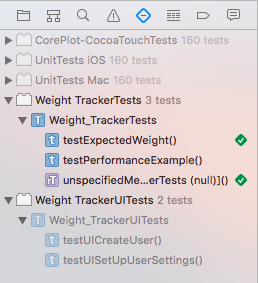 CorePlot-CocoaTouchTests 160 tests
UnitTests iOS 160 tests
UnitTests Mac 160 tests
Weight TrackerTests 3 tests
T Weight_TrackerTests
t testExpectedWeight()
t testPerformanceExample()
T unspecifiedMe...erTests (null)]()
Weight TrackerUITests 2 tests
T Weight_TrackerUITests
t testUICreateUser()
t testUISetUpUserSettings()